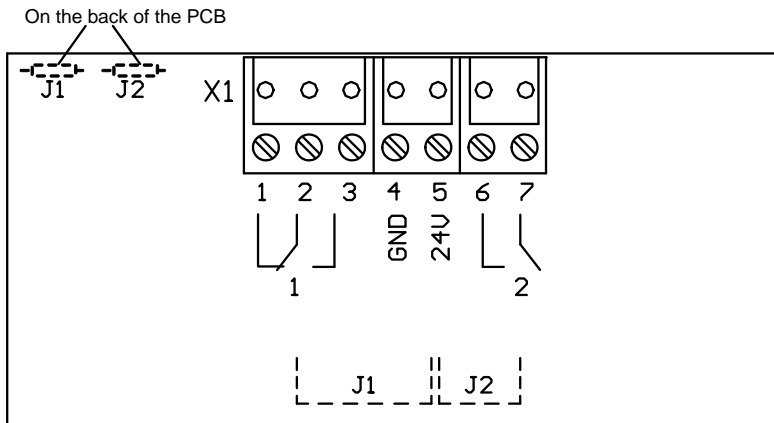 On the back of the PCB
J1 J2 X1
1 2 3 4 5 6 7
GND 24V
1 2
J1 J2